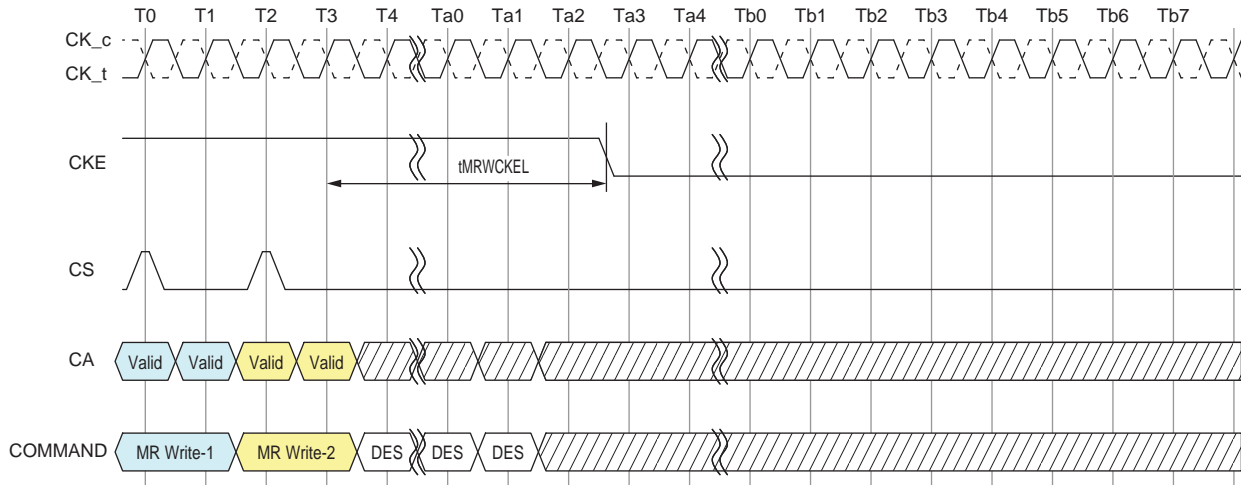 T0 T1 T2 T3 T4 Ta0 Ta1 Ta2 Ta3 Ta4 Tb0 Tb1 Tb2 Tb3 Tb4 Tb5 Tb6 Tb7
CK_c
CK_t
CKE
tMRWCKEL
CS
CA Valid Valid Valid Valid
COMMAND MR Write-1 MR Write-2 DES DES DES